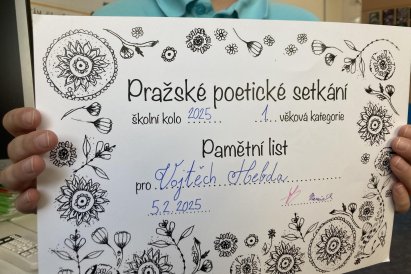 Pražské poetické setkání
školní kolo 2025 1. věková kategorie
Pamětní list
pro Vojtěch Hebda
5.2.2025